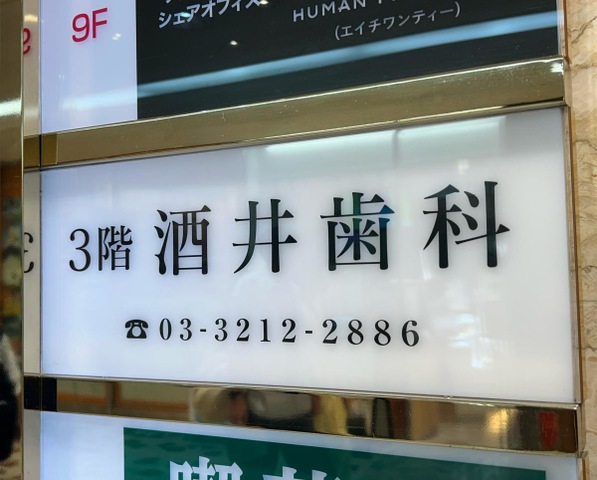 9F
シェアオフィス
HUMAN
(エイチワンティー)
3階 酒井歯科
☎03-3212-2886